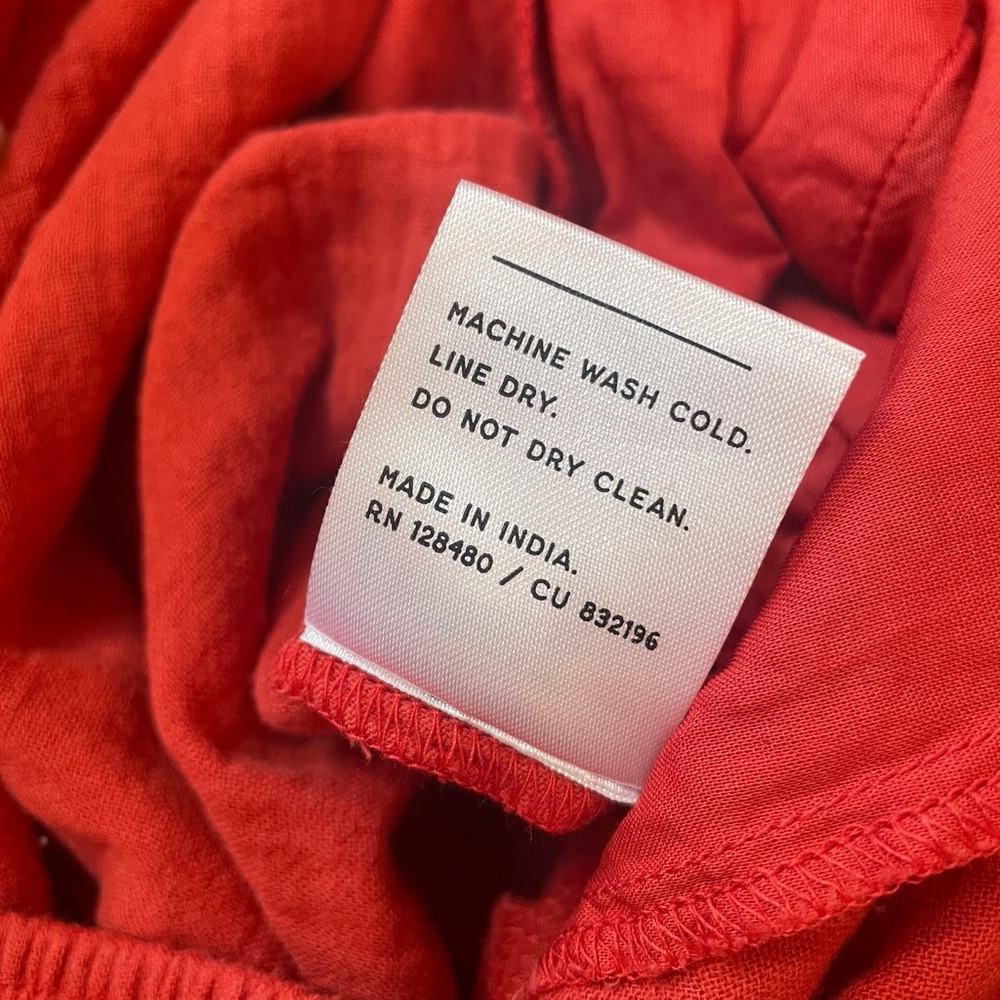 MACHINE WASH COLD.
LINE DRY.
DO NOT DRY CLEAN.
MADE IN INDIA.
RN 128480 / CU 832196